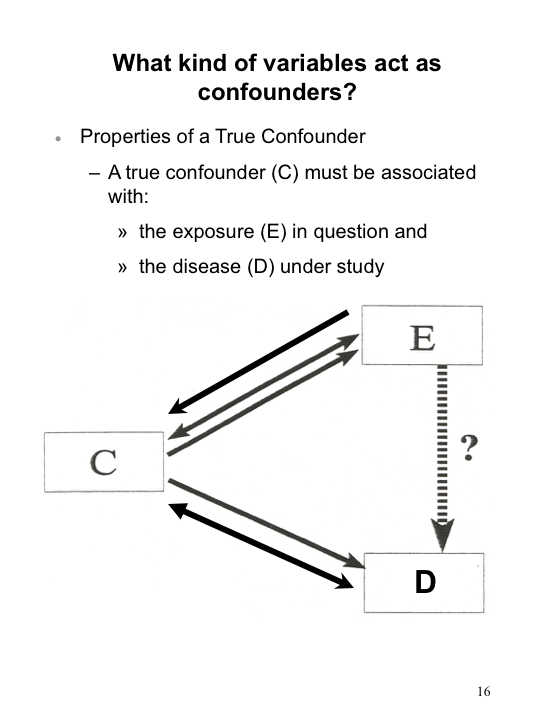 What kind of variables act as
confounders?
• Properties of a True Confounder
– A true confounder (C) must be associated
with:
» the exposure (E) in question and
» the disease (D) under study
E
?
C
D
16